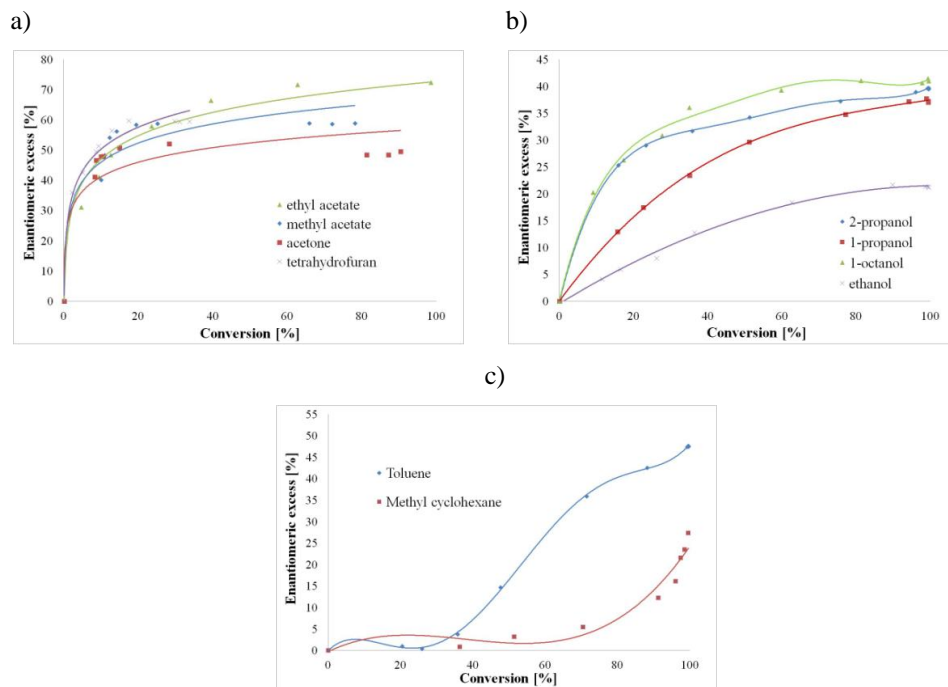 a)
80
70
60
50
40
30
20
10
0
Enantiomeric excess [%]
ethyl acetate
methyl acetate
acetone
tetrahydrofuran
0 20 40 60 80 100
Conversion [%]
b)
45
40
35
30
25
20
15
10
5
0
Enantiomeric excess [%]
2-propanol
1-propanol
1-octanol
ethanol
0 20 40 60 80 100
Conversion [%]
c)
55
50
45
40
35
30
25
20
15
10
5
0
Enantiomeric excess [%]
Toluene
Methyl cyclohexane
0 20 40 60 80 100
Conversion [%]